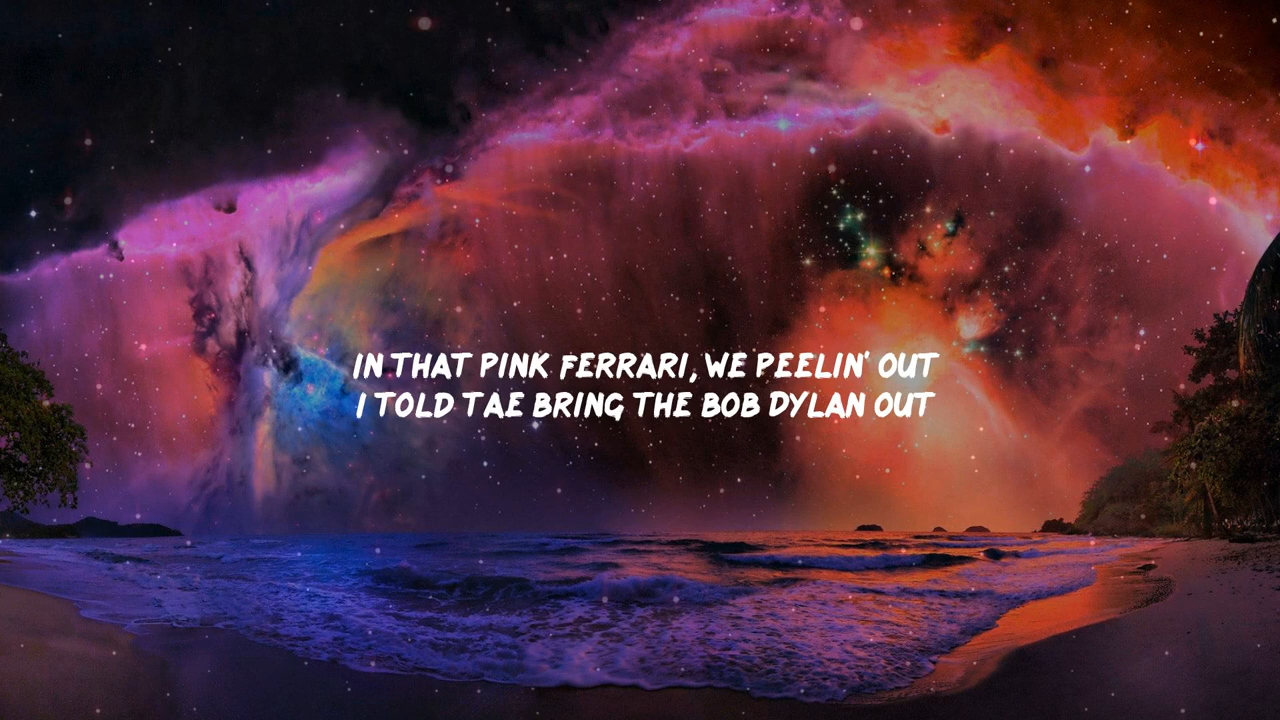 IN THAT PINK FERRARI, WE PEELIN' OUT
I TOLD TAE BRING THE BOB DYLAN OUT